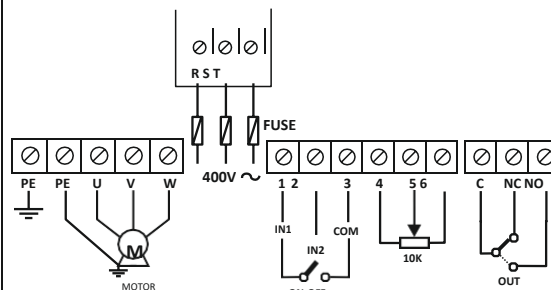 R S T
FUSE
400V
PE PE U V W
1 2 3 4 5 6
C NC NO
IN1 IN2 COM
10K
M
MOTOR
OUT